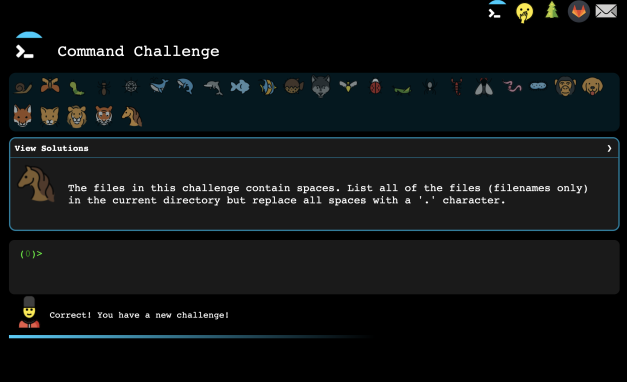 Command Challenge
View Solutions
The files in this challenge contain spaces. List all of the files (filenames only)
in the current directory but replace all spaces with a '.' character.
(0)>
Correct! You have a new challenge!